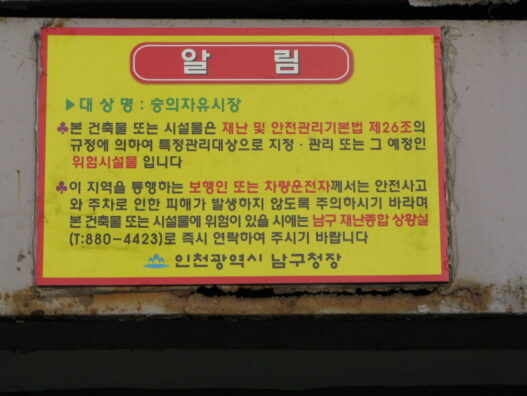 알 림
▶대 상 명 : 숭의자유시장
♣본 건축물 또는 시설물은 재난 및 안전관리기본법 제26조의
규정에 의하여 특정관리대상으로 지정·관리 또는 그 예정인
위험시설물 입니다
♣이 지역을 통행하는 보행인 또는 차량운전자께서는 안전사고
와 주차로 인한 피해가 발생하지 않도록 주의하시기 바라며
본 건축물 또는 시설물에 위험이 있을 시에는 남구 재난종합 상황실
(T:880-4423)로 즉시 연락하여 주시기 바랍니다
인천광역시 남구청장